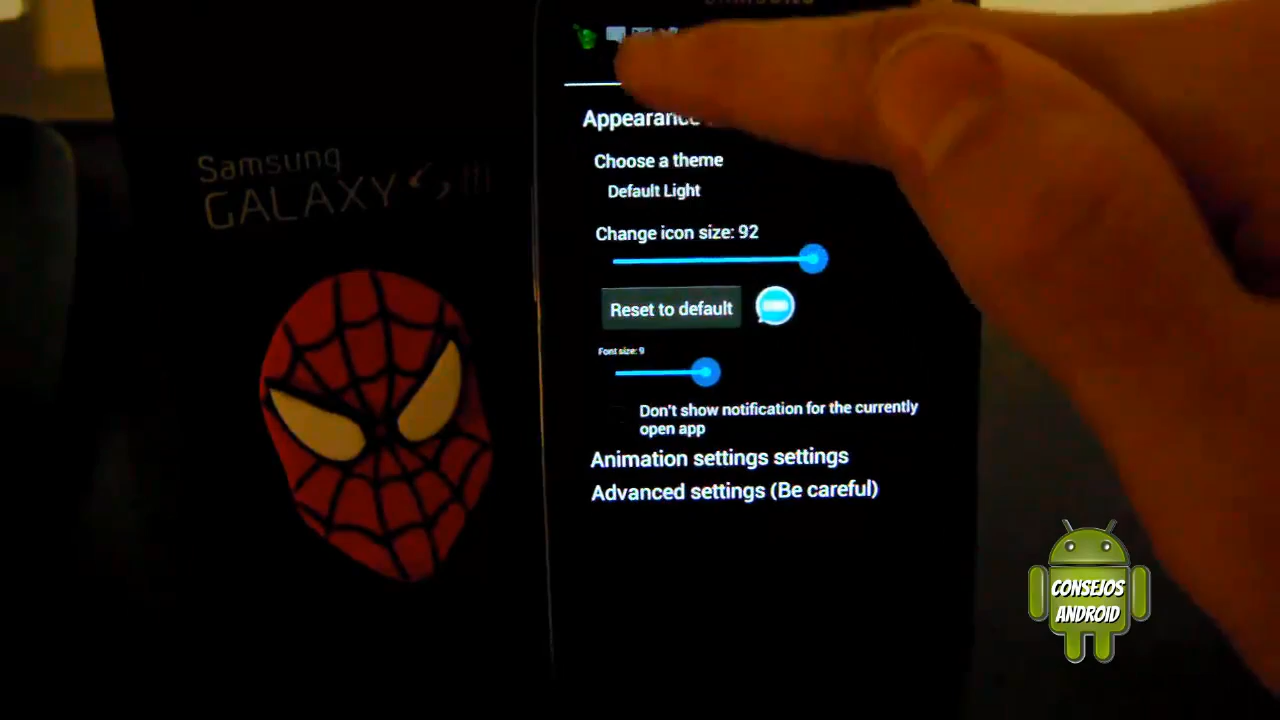 Samsung
GALAXY S III
Appearance
Choose a theme
Default Light
Change icon size: 92
Reset to default
Font size: 9
Don't show notification for the currently
open app
Animation settings settings
Advanced settings (Be careful)
CONSEJOS
ANDROID